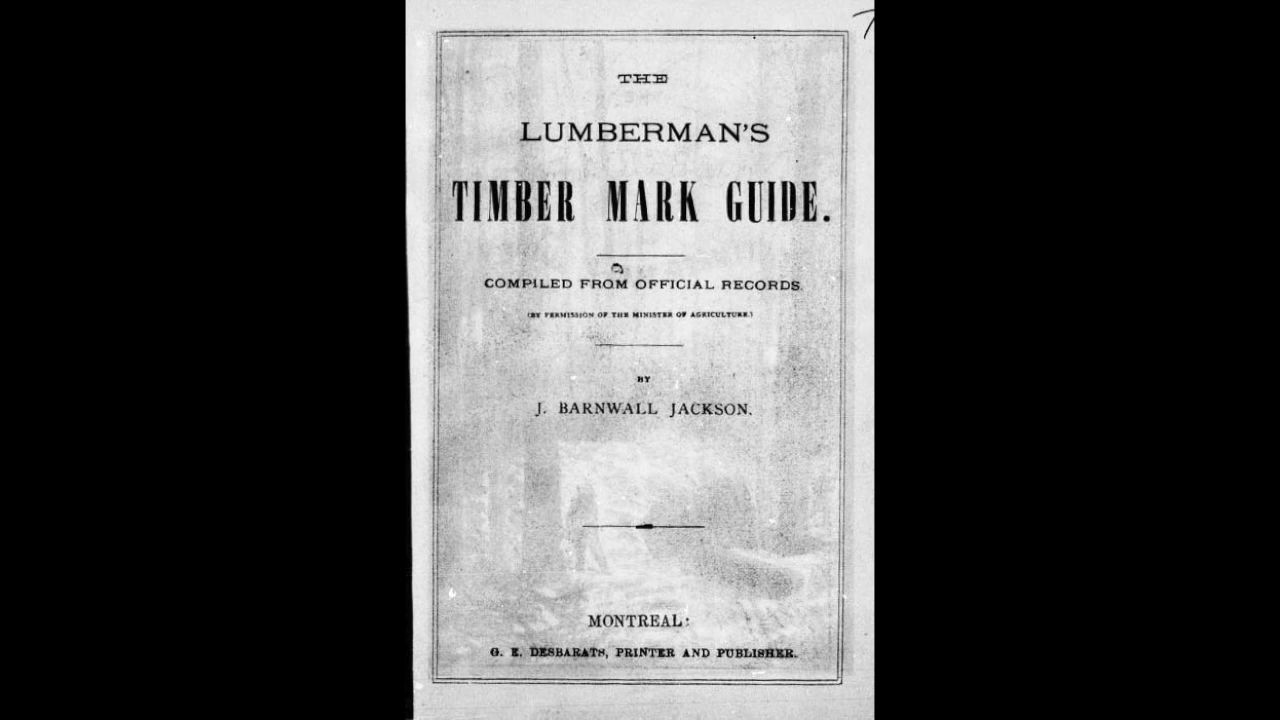 THE
LUMBERMAN'S
TIMBER MARK GUIDE.
COMPILED FROM OFFICIAL RECORDS.
(BY PERMISSION OF THE MINISTER OF AGRICULTURE.)
BY
J. BARNWALL JACKSON.
MONTREAL:
G. E. DESBARATS, PRINTER AND PUBLISHER.